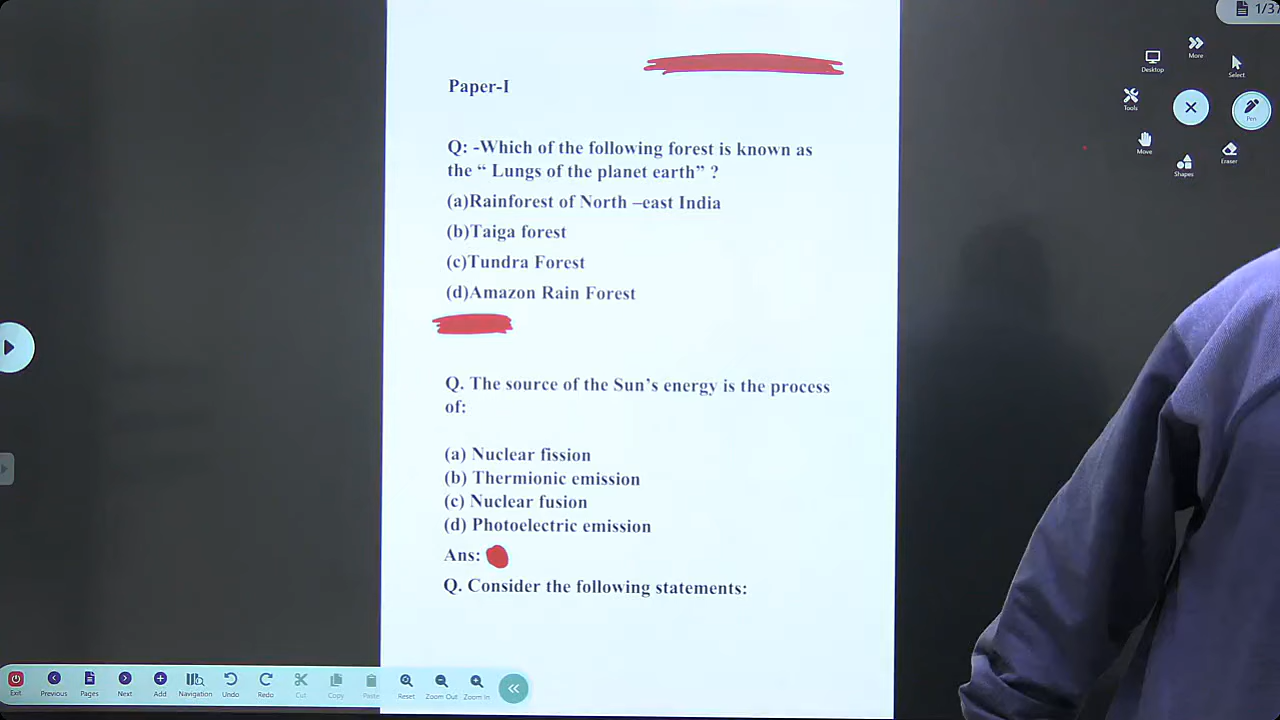 1/37
Paper-I
Q: -Which of the following forest is known as
the “ Lungs of the planet earth” ?
(a)Rainforest of North –east India
(b)Taiga forest
(c)Tundra Forest
(d)Amazon Rain Forest
Q. The source of the Sun’s energy is the process
of:
(a) Nuclear fission
(b) Thermionic emission
(c) Nuclear fusion
(d) Photoelectric emission
Ans:
Q. Consider the following statements:
More
Desktop
Select
Tools
Pen
Move
Eraser
Shapes
Exit Previous Pages Next Add Navigation Undo Redo Cut Copy Paste Reset Zoom Out Zoom In